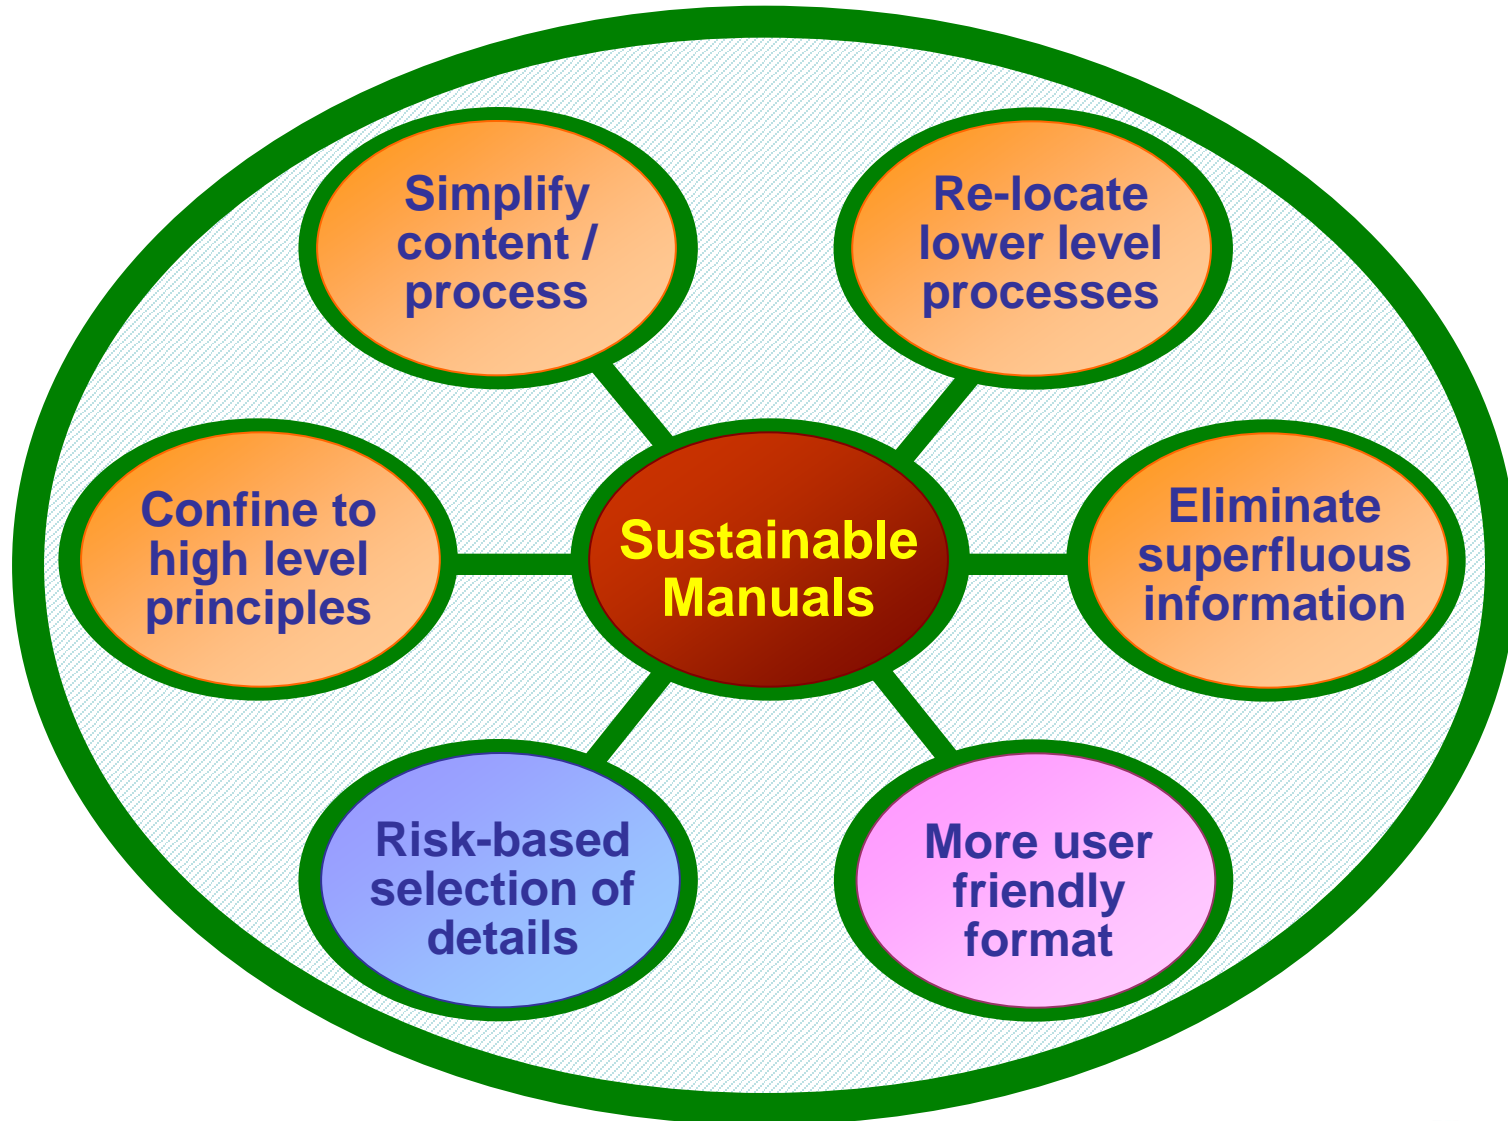 Simplify
content /
process
Re-locate
lower level
processes
Confine to
high level
principles
Sustainable
Manuals
Eliminate
superfluous
information
Risk-based
selection of
details
More user
friendly
format